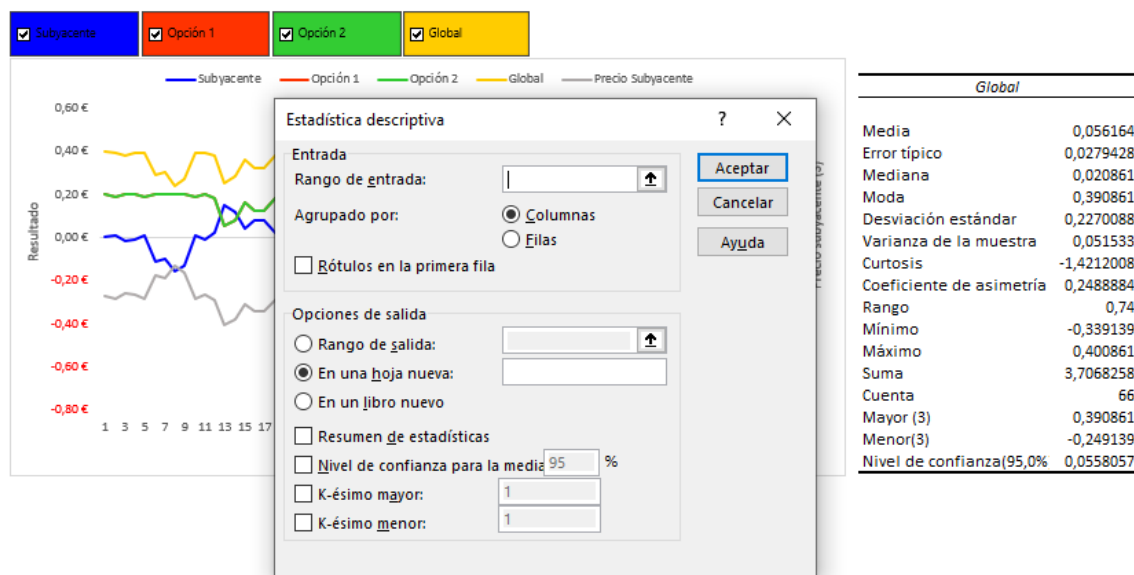 Subyacente Opción 1 Opción 2 Global
Subyacente Opción 1 Opción 2 Global Precio Subyacente
Resultado
0,60 €
0,40 €
0,20 €
0,00 €
-0,20 €
-0,40 €
-0,60 €
-0,80 €
1 3 5 7 9 11 13 15 17
Estadística descriptiva ? ×
Entrada
Rango de entrada:
Agrupado por:
Columnas
Filas
Rótulos en la primera fila
Aceptar
Cancelar
Ayuda
Opciones de salida
Rango de salida:
En una hoja nueva:
En un libro nuevo
Resumen de estadísticas
Nivel de confianza para la media 95 %
K-ésimo mayor: 1
K-ésimo menor: 1
Global
Media 0,056164
Error típico 0,0279428
Mediana 0,020861
Moda 0,390861
Desviación estándar 0,2270088
Varianza de la muestra 0,051533
Curtosis -1,4212008
Coeficiente de asimetría 0,2488884
Rango 0,74
Mínimo -0,339139
Máximo 0,400861
Suma 3,7068258
Cuenta 66
Mayor (3) 0,390861
Menor(3) -0,249139
Nivel de confianza(95,0% 0,0558057